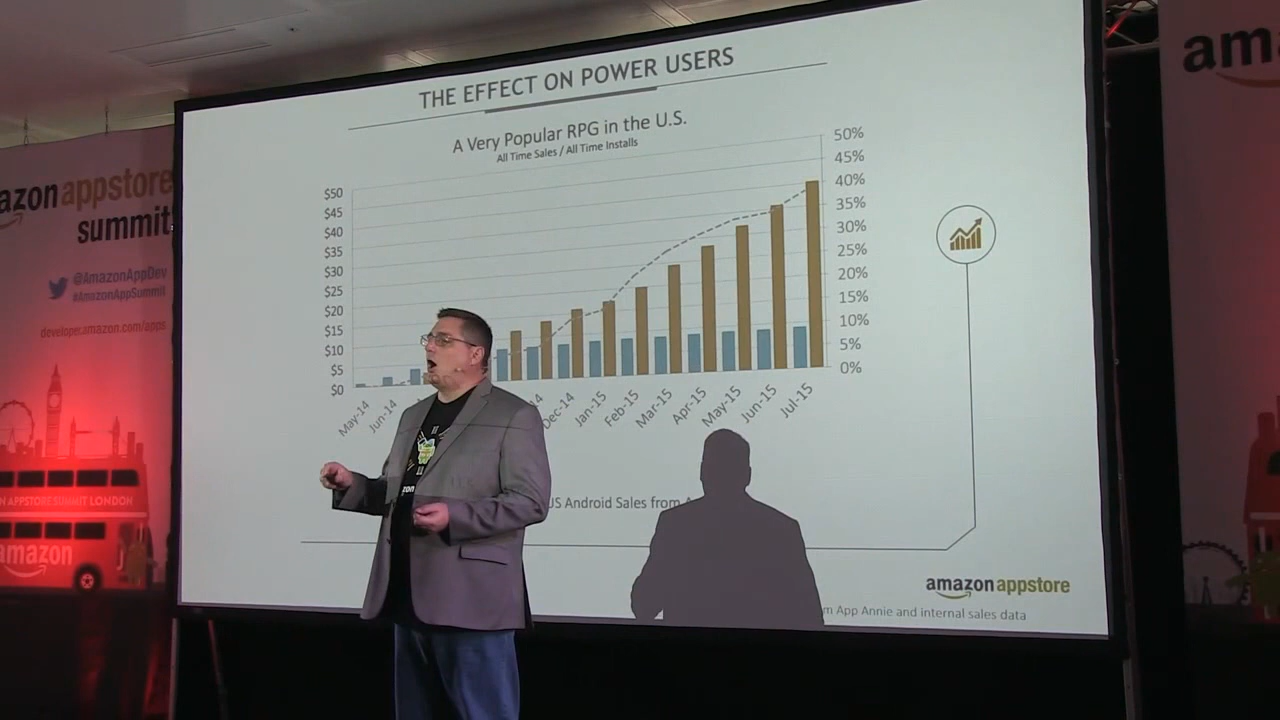 THE EFFECT ON POWER USERS
A Very Popular RPG in the U.S.
All Time Sales / All Time Installs
$50
$45
$40
$35
$30
$25
$20
$15
$10
$5
$0
50%
45%
40%
35%
30%
25%
20%
15%
10%
5%
0%
May-14
Jun-14
14
Dec-14
Jan-15
Feb-15
Mar-15
Apr-15
May-15
Jun-15
Jul-15
US Android Sales from A
amazon appstore
m App Annie and internal sales data
azon appstore
summit
@AmazonAppDev
#AmazonAppSummit
developer.amazon.com/apps
N APPSTORE SUMMIT LONDON
amazon
zon
am